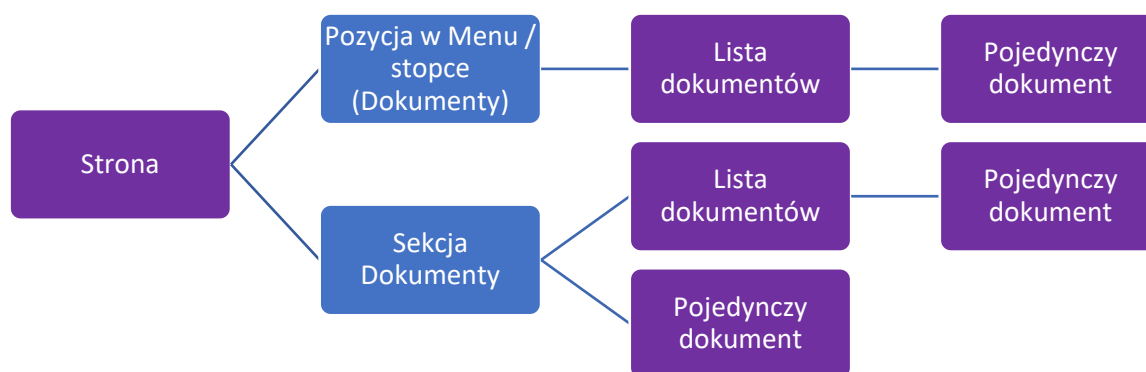 Pozycja w Menu /
stopce
(Dokumenty)
Lista
dokumentów
Pojedynczy
dokument
Strona
Lista
dokumentów
Pojedynczy
dokument
Sekcja
Dokumenty
Pojedynczy
dokument